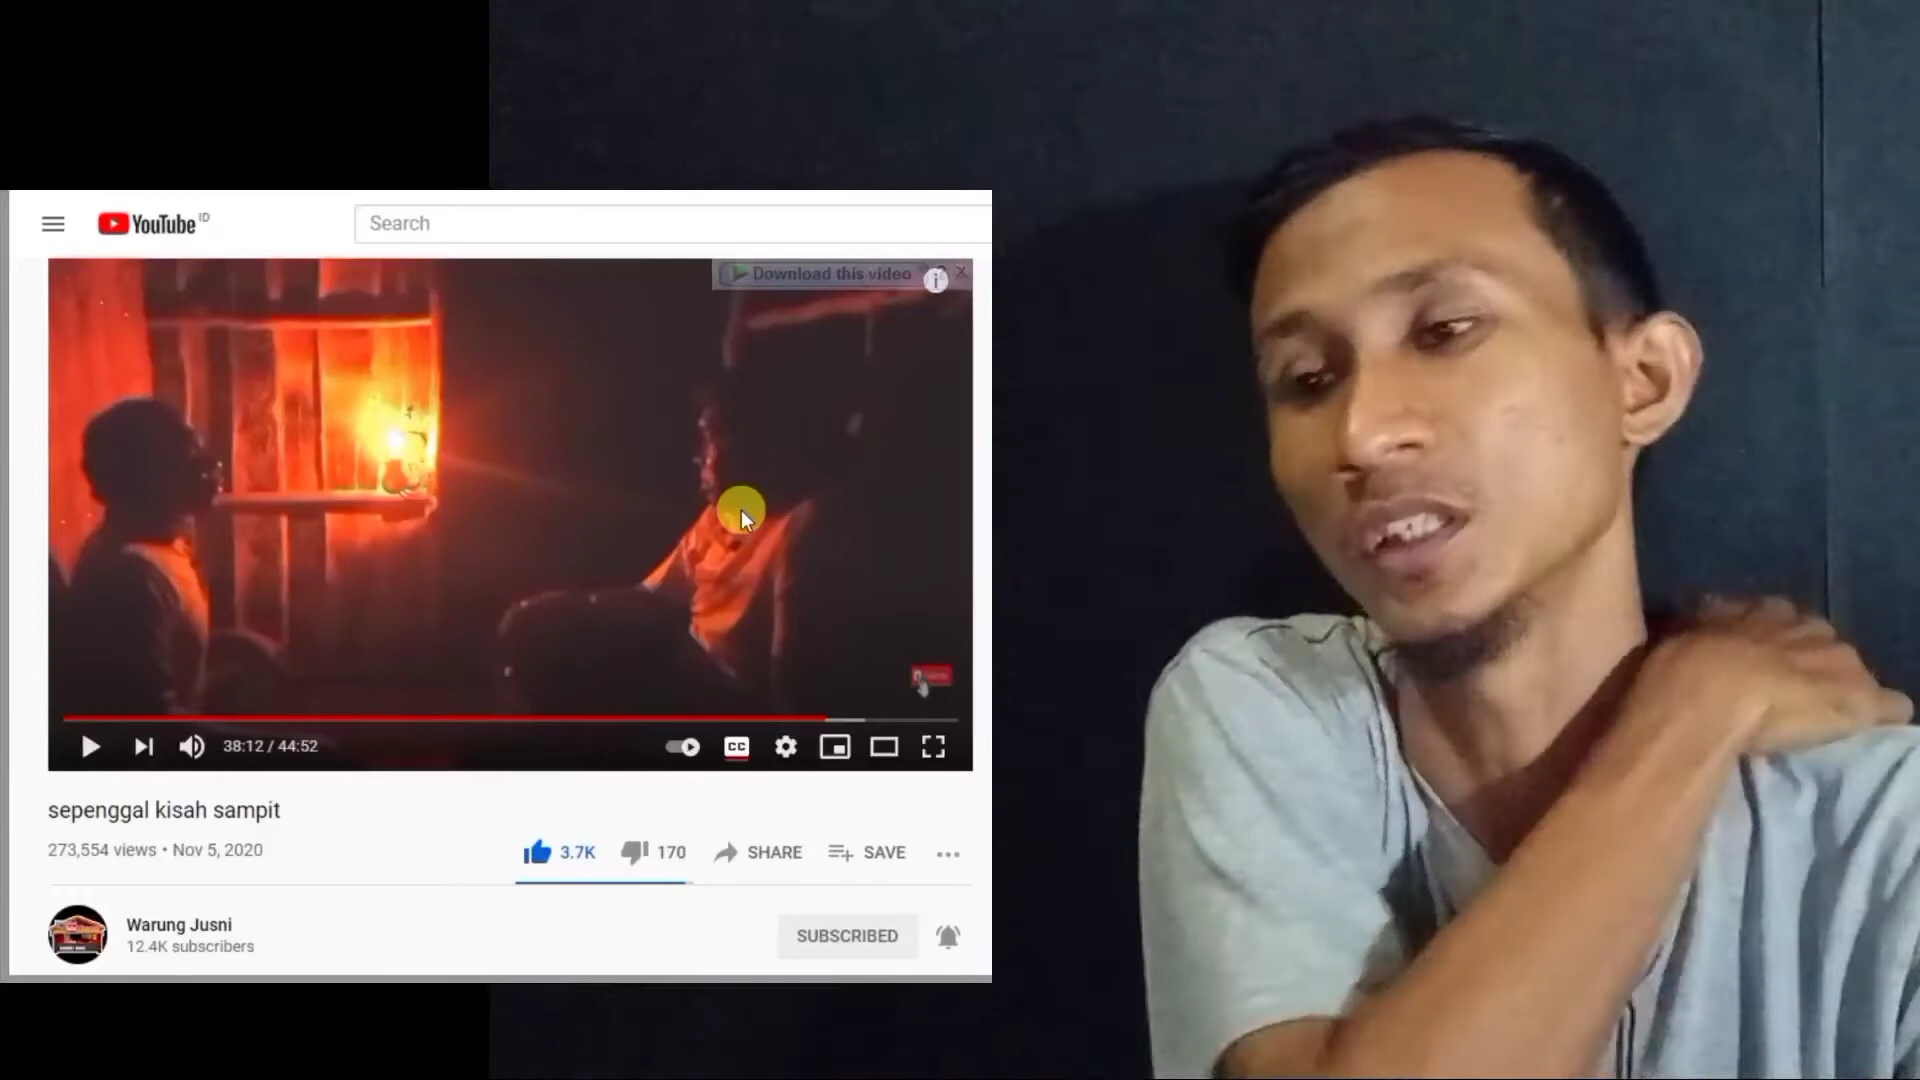 YouTube ID
Search
Download this video
38:12 / 44:52
CC
sepenggal kisah sampit
273,554 views • Nov 5, 2020
3.7K
170
SHARE
SAVE
Warung Jusni
12.4K subscribers
SUBSCRIBED